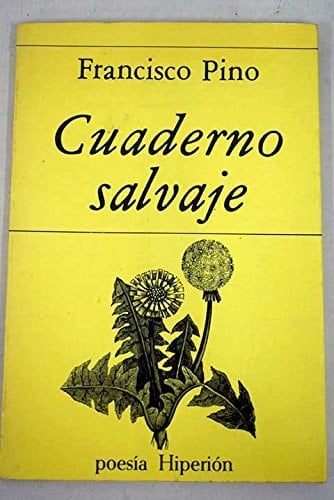 Francisco Pino
Cuaderno
salvaje
poesía Hiperión